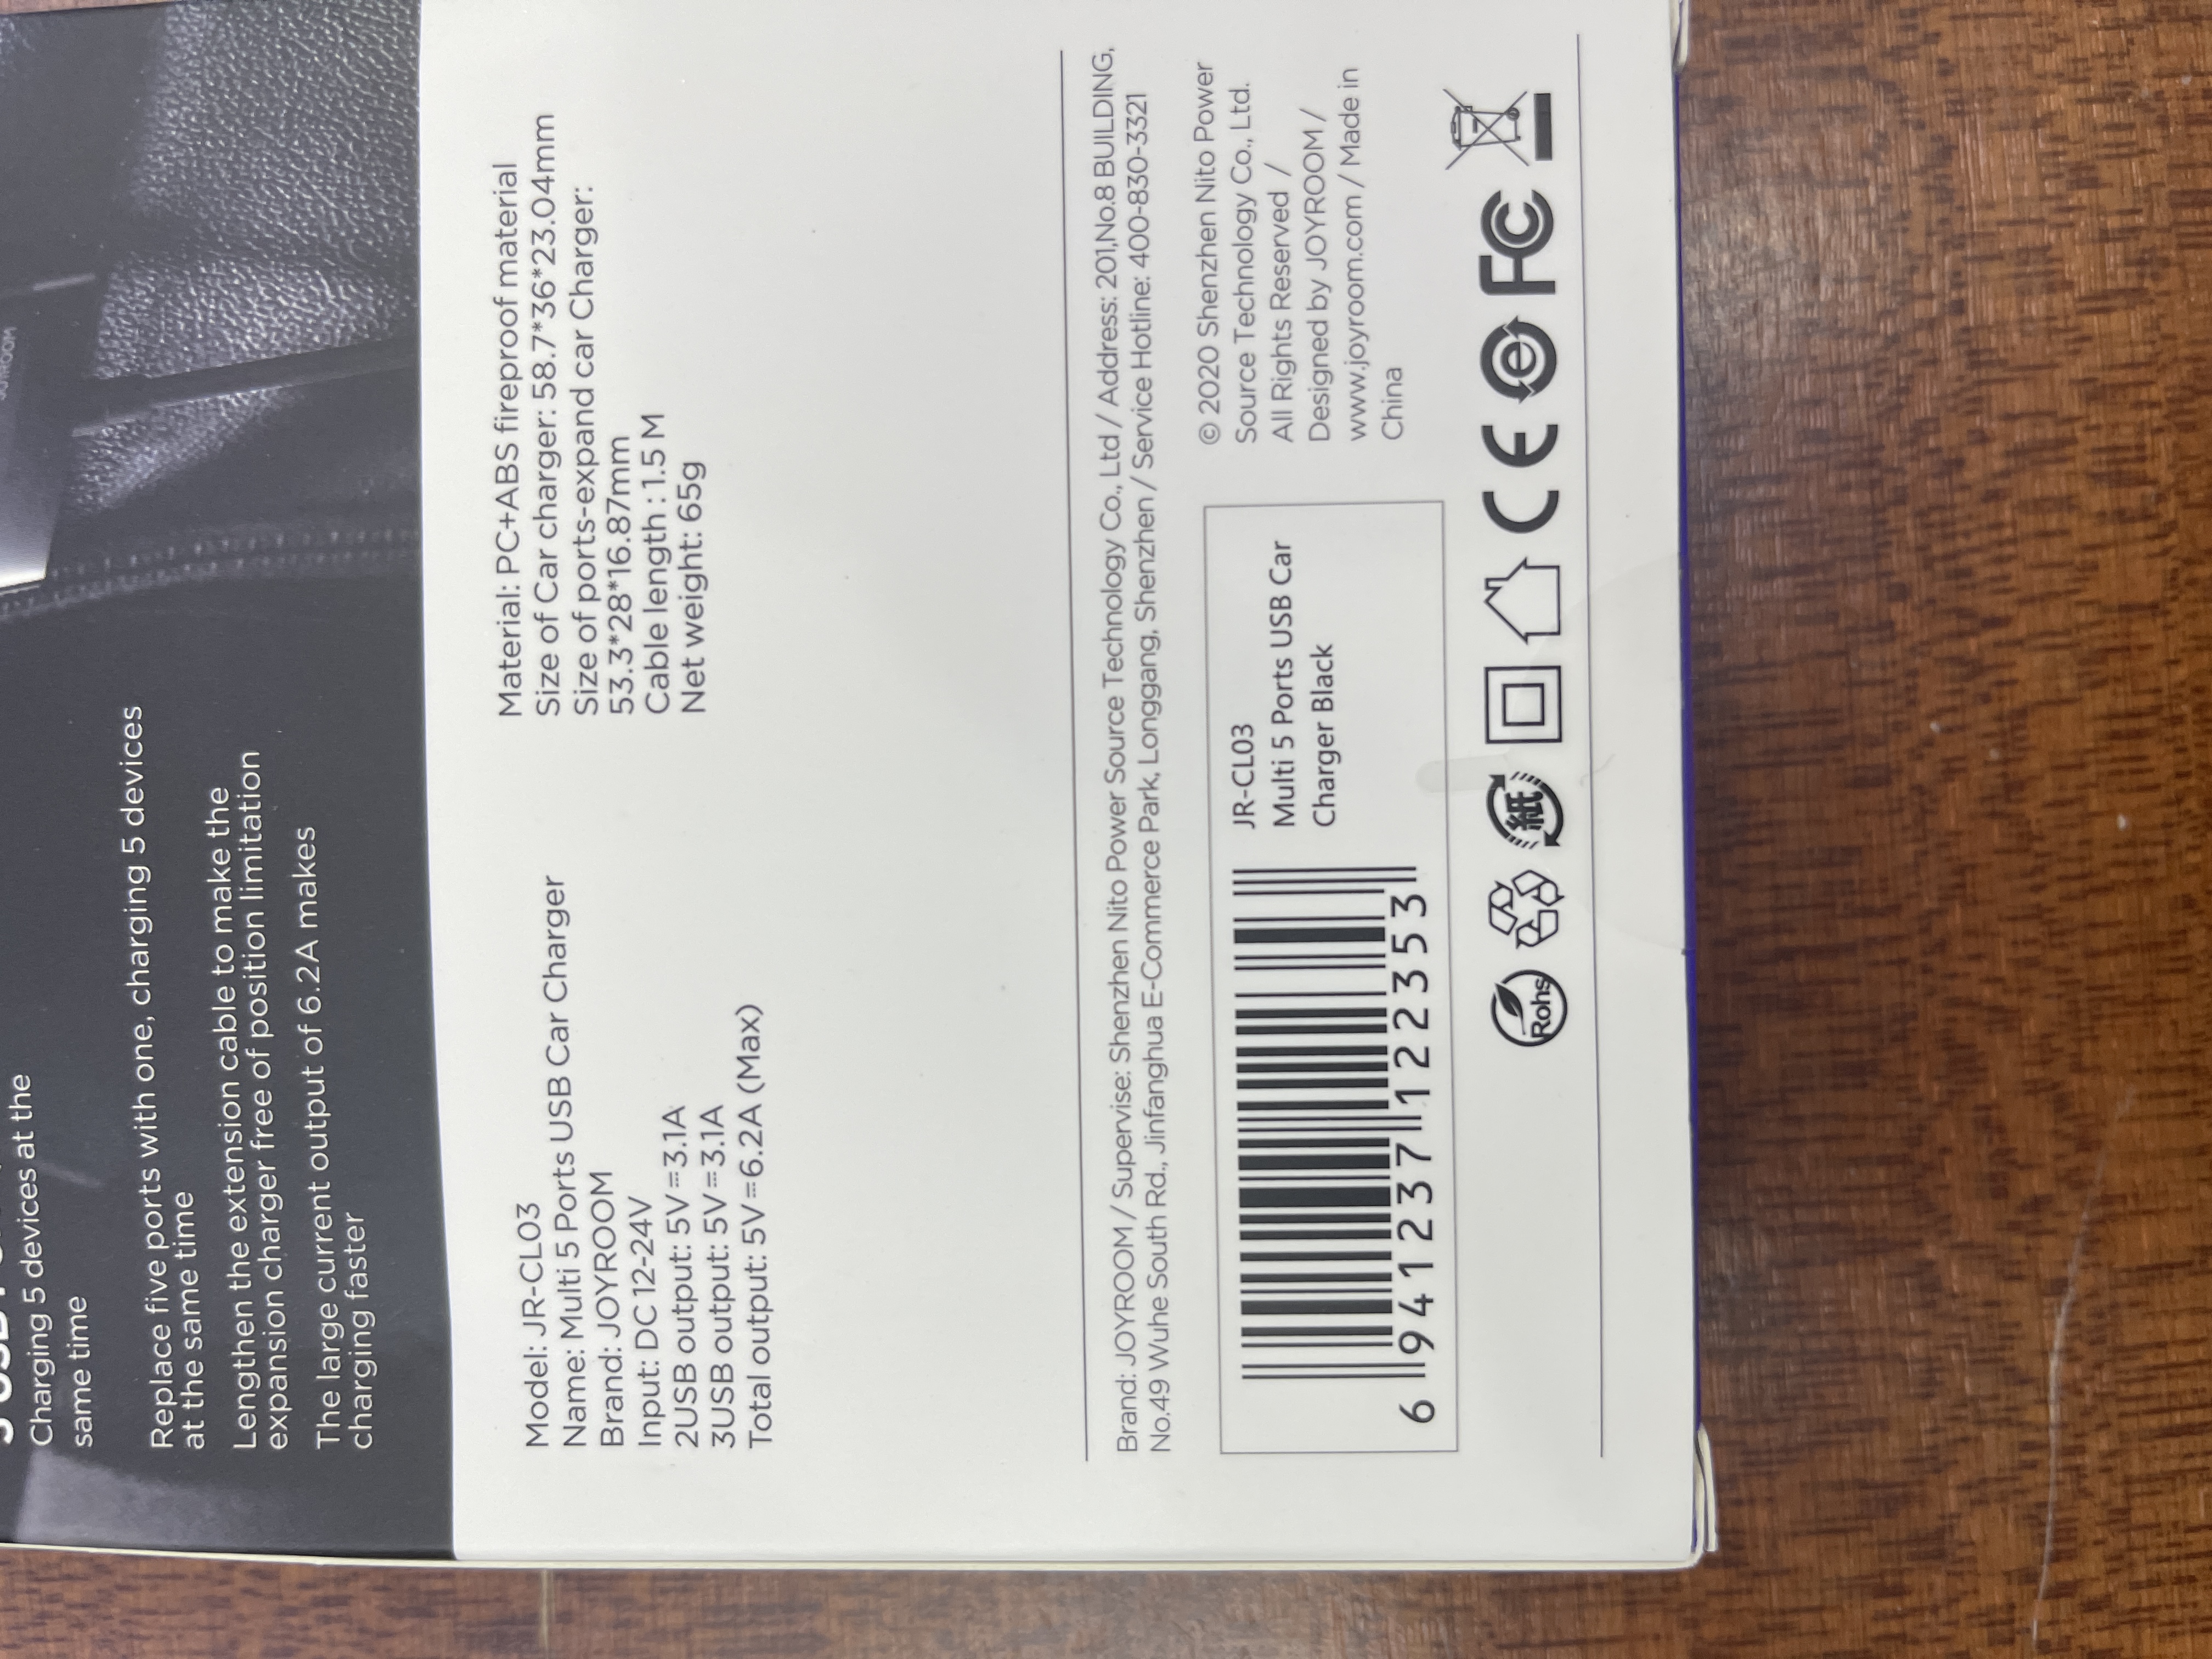 Charging 5 devices at the
same time
Replace five ports with one, charging 5 devices
at the same time
Lengthen the extension cable to make the
expansion charger free of position limitation
The large current output of 6.2A makes
charging faster
JOYROOM
Model: JR-CL03
Name: Multi 5 Ports USB Car Charger
Brand: JOYROOM
Input: DC 12-24V
2USB output: 5V⎓3.1A
3USB output: 5V⎓3.1A
Total output: 5V⎓6.2A (Max)
Material: PC+ABS fireproof material
Size of Car charger: 58.7*36*23.04mm
Size of ports-expand car Charger:
53.3*28*16.87mm
Cable length : 1.5 M
Net weight: 65g
Brand: JOYROOM / Supervise: Shenzhen Nito Power Source Technology Co., Ltd / Address: 201,No.8 BUILDING,
No.49 Wuhe South Rd., Jinfanghua E-Commerce Park, Longgang, Shenzhen / Service Hotline: 400-830-3321
JR-CL03
Multi 5 Ports USB Car
Charger Black
6 941237 122353
© 2020 Shenzhen Nito Power
Source Technology Co., Ltd.
All Rights Reserved /
Designed by JOYROOM /
www.joyroom.com / Made in
China
Rohs 紙 CE e FC